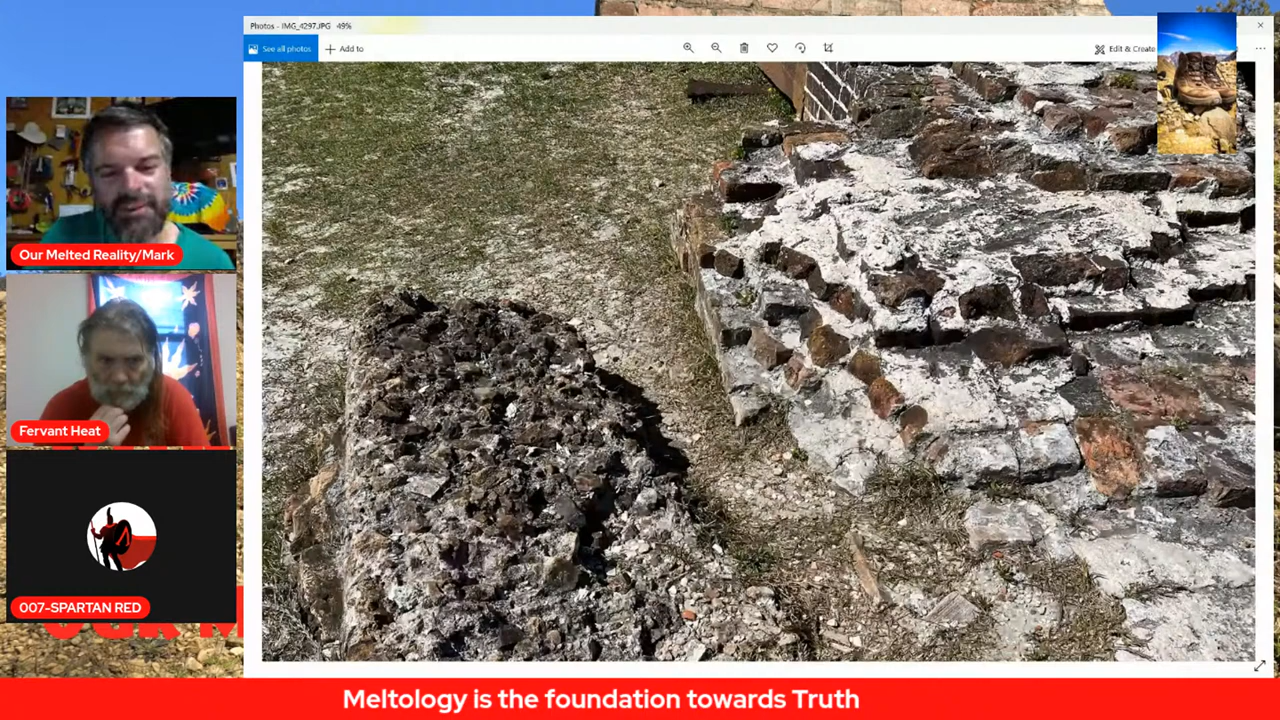 Photos - IMG_4297.JPG 49%
See all photos
Add to
Edit & Create
Our Melted Reality/Mark
Fervant Heat
007-SPARTAN RED
Meltology is the foundation towards Truth